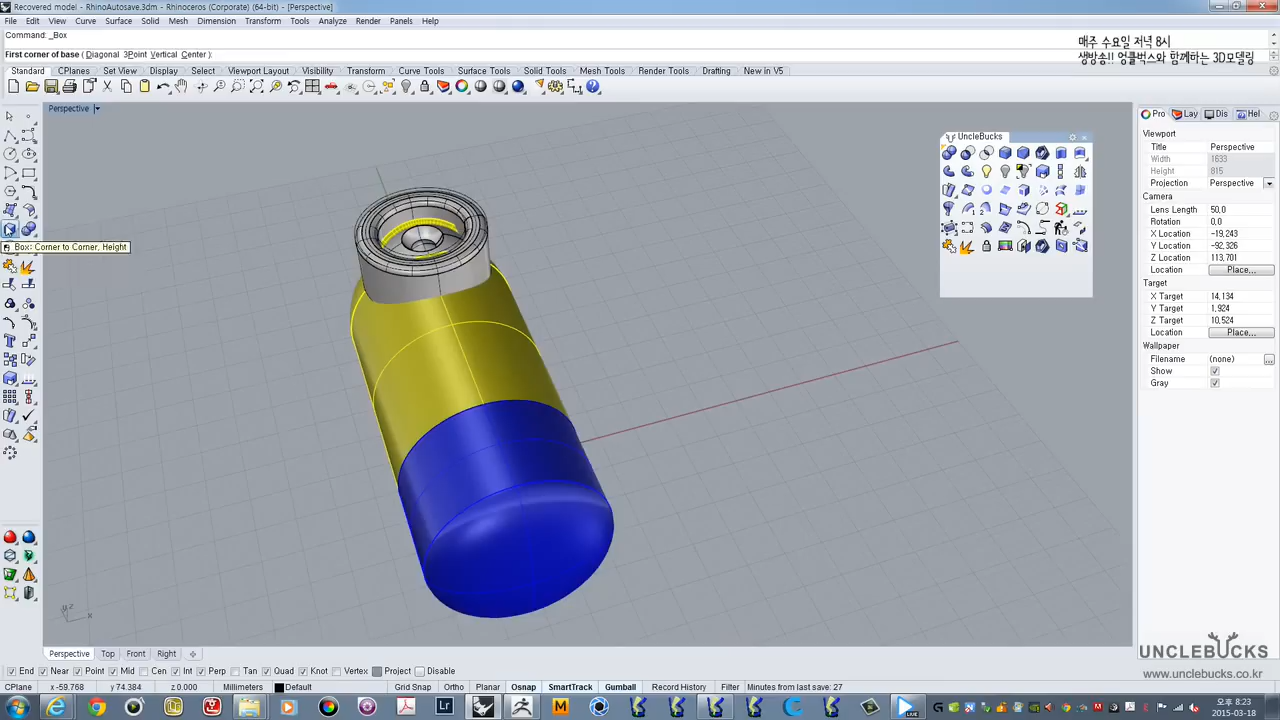 Recovered model - RhinoAutosave.3dm - Rhinoceros (Corporate) (64-bit) - [Perspective]
File Edit View Curve Surface Solid Mesh Dimension Transform Tools Analyze Render Panels Help
Command: _Box
First corner of base ( Diagonal 3Point Vertical Center ):
매주 수요일 저녁 8시
생방송!! 엉클벅스와 함께하는 3D모델링
Standard CPlanes Set View Display Select Viewport Layout Visibility Transform Curve Tools Surface Tools Solid Tools Mesh Tools Render Tools Drafting New in V5
Perspective
Pro Lay Dis Hel
UncleBucks
Viewport
Title Perspective
Width 1633
Height 815
Projection Perspective
Camera
Lens Length 50,0
Rotation 0,0
X Location -19,243
Y Location -92,326
Z Location 113,701
Location Place...
Target
X Target 14,134
Y Target 1,924
Z Target 10,524
Location Place...
Wallpaper
Filename (none)
Show
Gray
Box: Corner to Corner, Height
z
x
Perspective Top Front Right
UNCLEBUCKS
www.unclebucks.co.kr
End Near Point Mid Cen Int Perp Tan Quad Knot Vertex Project Disable
CPlane x -59.768 y 74.384 z 0.000 Millimeters Default Grid Snap Ortho Planar Osnap SmartTrack Gumball Record History Filter Minutes from last save: 27
Lr
LIVE
오후 8:23
2015-03-18